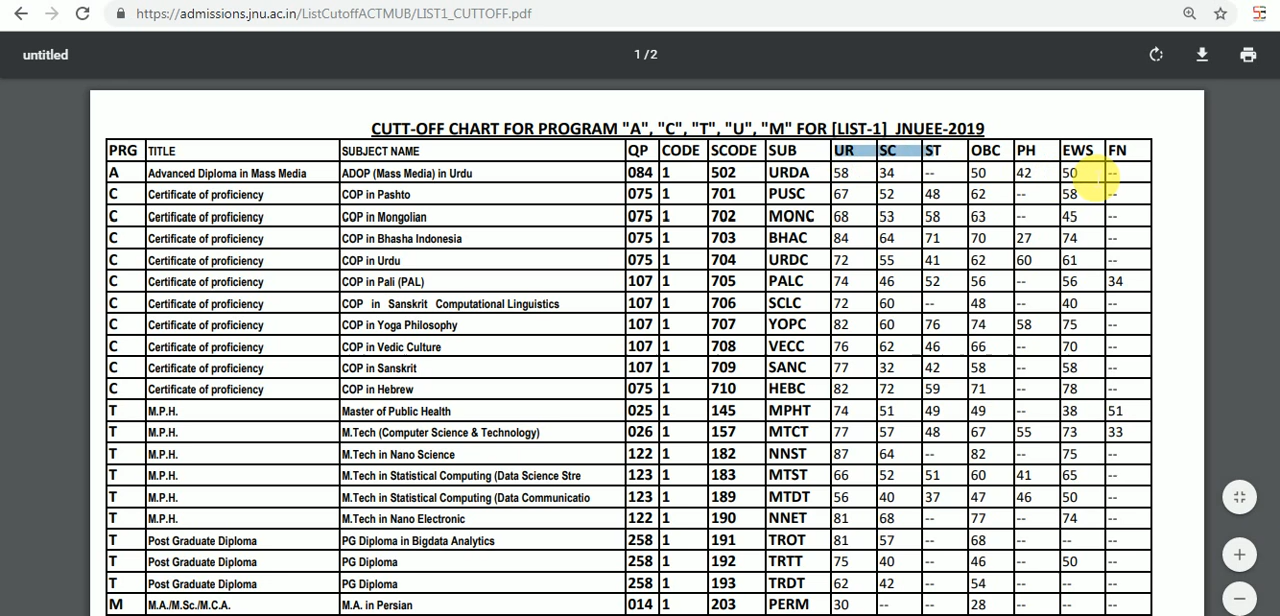 https://admissions.jnu.ac.in/ListCutoffACTMUB/LIST1_CUTTOFF.pdf
untitled 1 / 2
CUTT-OFF CHART FOR PROGRAM "A", "C", "T", "U", "M" FOR [LIST-1] JNUEE-2019
PRG TITLE SUBJECT NAME QP CODE SCODE SUB UR SC ST OBC PH EWS FN
A Advanced Diploma in Mass Media ADOP (Mass Media) in Urdu 084 1 502 URDA 58 34 -- 50 42 50 --
C Certificate of proficiency COP in Pashto 075 1 701 PUSC 67 52 48 62 -- 58 --
C Certificate of proficiency COP in Mongolian 075 1 702 MONC 68 53 58 63 -- 45 --
C Certificate of proficiency COP in Bhasha Indonesia 075 1 703 BHAC 84 64 71 70 27 74 --
C Certificate of proficiency COP in Urdu 075 1 704 URDC 72 55 41 62 60 61 --
C Certificate of proficiency COP in Pali (PAL) 107 1 705 PALC 74 46 52 56 -- 56 34
C Certificate of proficiency COP in Sanskrit Computational Linguistics 107 1 706 SCLC 72 60 -- 48 -- 40 --
C Certificate of proficiency COP in Yoga Philosophy 107 1 707 YOPC 82 60 76 74 58 75 --
C Certificate of proficiency COP in Vedic Culture 107 1 708 VECC 76 62 46 66 -- 70 --
C Certificate of proficiency COP in Sanskrit 107 1 709 SANC 77 32 42 58 -- 58 --
C Certificate of proficiency COP in Hebrew 075 1 710 HEBC 82 72 59 71 -- 78 --
T M.P.H. Master of Public Health 025 1 145 MPHT 74 51 49 49 -- 38 51
T M.P.H. M.Tech (Computer Science & Technology) 026 1 157 MTCT 77 57 48 67 55 73 33
T M.P.H. M.Tech in Nano Science 122 1 182 NNST 87 64 -- 82 -- 75 --
T M.P.H. M.Tech in Statistical Computing (Data Science Stre 123 1 183 MTST 66 52 51 60 41 65 --
T M.P.H. M.Tech in Statistical Computing (Data Communicatio 123 1 189 MTDT 56 40 37 47 46 50 --
T M.P.H. M.Tech in Nano Electronic 122 1 190 NNET 81 68 -- 77 -- 74 --
T Post Graduate Diploma PG Diploma in Bigdata Analytics 258 1 191 TROT 81 57 -- 68 -- -- --
T Post Graduate Diploma PG Diploma 258 1 192 TRTT 75 40 -- 46 -- 50 --
T Post Graduate Diploma PG Diploma 258 1 193 TRDT 62 42 -- 54 -- -- --
M M.A./M.Sc./M.C.A. M.A. in Persian 014 1 203 PERM 30 -- -- 28 -- -- --